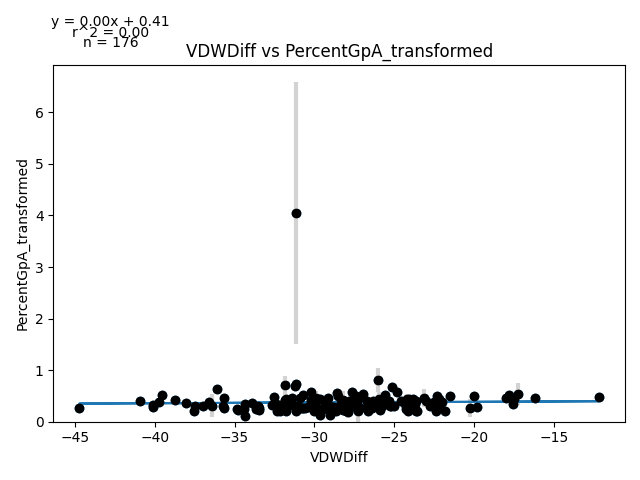 y = 0.00x + 0.41
r^2 = 0.00
n = 176
VDWDiff vs PercentGpA_transformed
PercentGpA_transformed
6
5
4
3
2
1
0
−45 −40 −35 −30 −25 −20 −15
VDWDiff